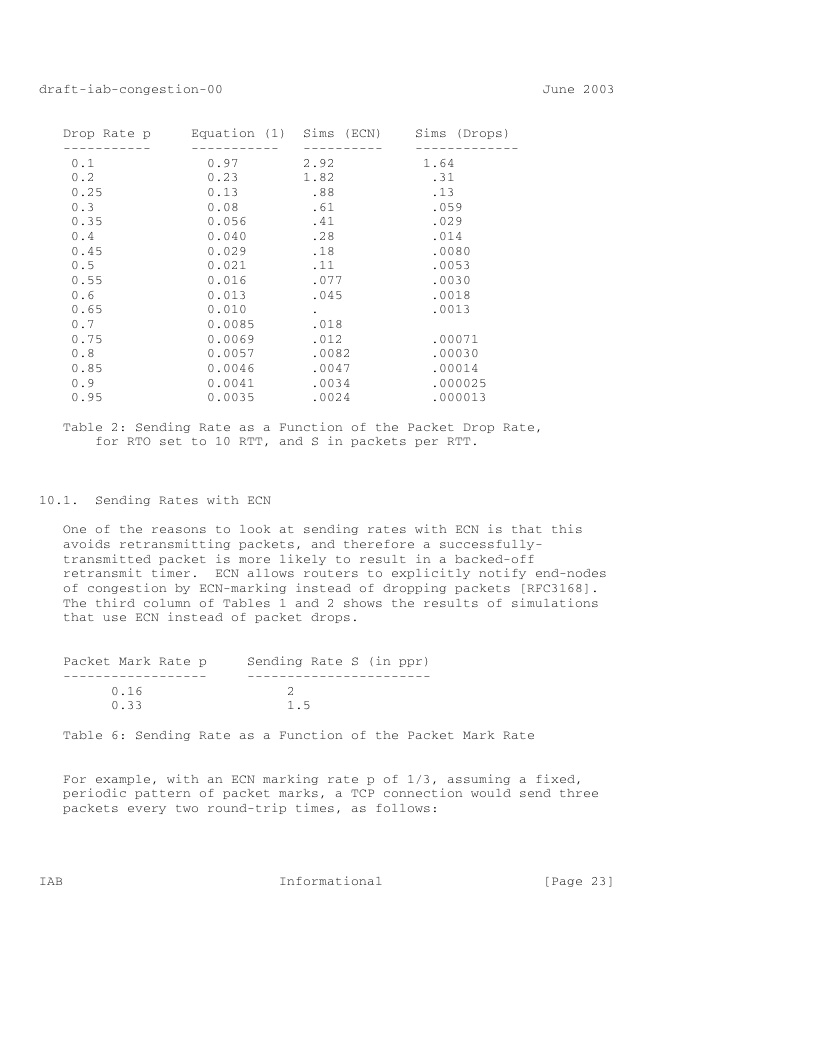 draft-iab-congestion-00 June 2003
Drop Rate p Equation (1) Sims (ECN) Sims (Drops)
----------- ----------- ---------- -------------
0.1 0.97 2.92 1.64
0.2 0.23 1.82 .31
0.25 0.13 .88 .13
0.3 0.08 .61 .059
0.35 0.056 .41 .029
0.4 0.040 .28 .014
0.45 0.029 .18 .0080
0.5 0.021 .11 .0053
0.55 0.016 .077 .0030
0.6 0.013 .045 .0018
0.65 0.010 . .0013
0.7 0.0085 .018
0.75 0.0069 .012 .00071
0.8 0.0057 .0082 .00030
0.85 0.0046 .0047 .00014
0.9 0.0041 .0034 .000025
0.95 0.0035 .0024 .000013
Table 2: Sending Rate as a Function of the Packet Drop Rate,
for RTO set to 10 RTT, and S in packets per RTT.
10.1. Sending Rates with ECN
One of the reasons to look at sending rates with ECN is that this
avoids retransmitting packets, and therefore a successfully-
transmitted packet is more likely to result in a backed-off
retransmit timer. ECN allows routers to explicitly notify end-nodes
of congestion by ECN-marking instead of dropping packets [RFC3168].
The third column of Tables 1 and 2 shows the results of simulations
that use ECN instead of packet drops.
Packet Mark Rate p Sending Rate S (in ppr)
------------------ -----------------------
0.16 2
0.33 1.5
Table 6: Sending Rate as a Function of the Packet Mark Rate
For example, with an ECN marking rate p of 1/3, assuming a fixed,
periodic pattern of packet marks, a TCP connection would send three
packets every two round-trip times, as follows:
IAB Informational [Page 23]